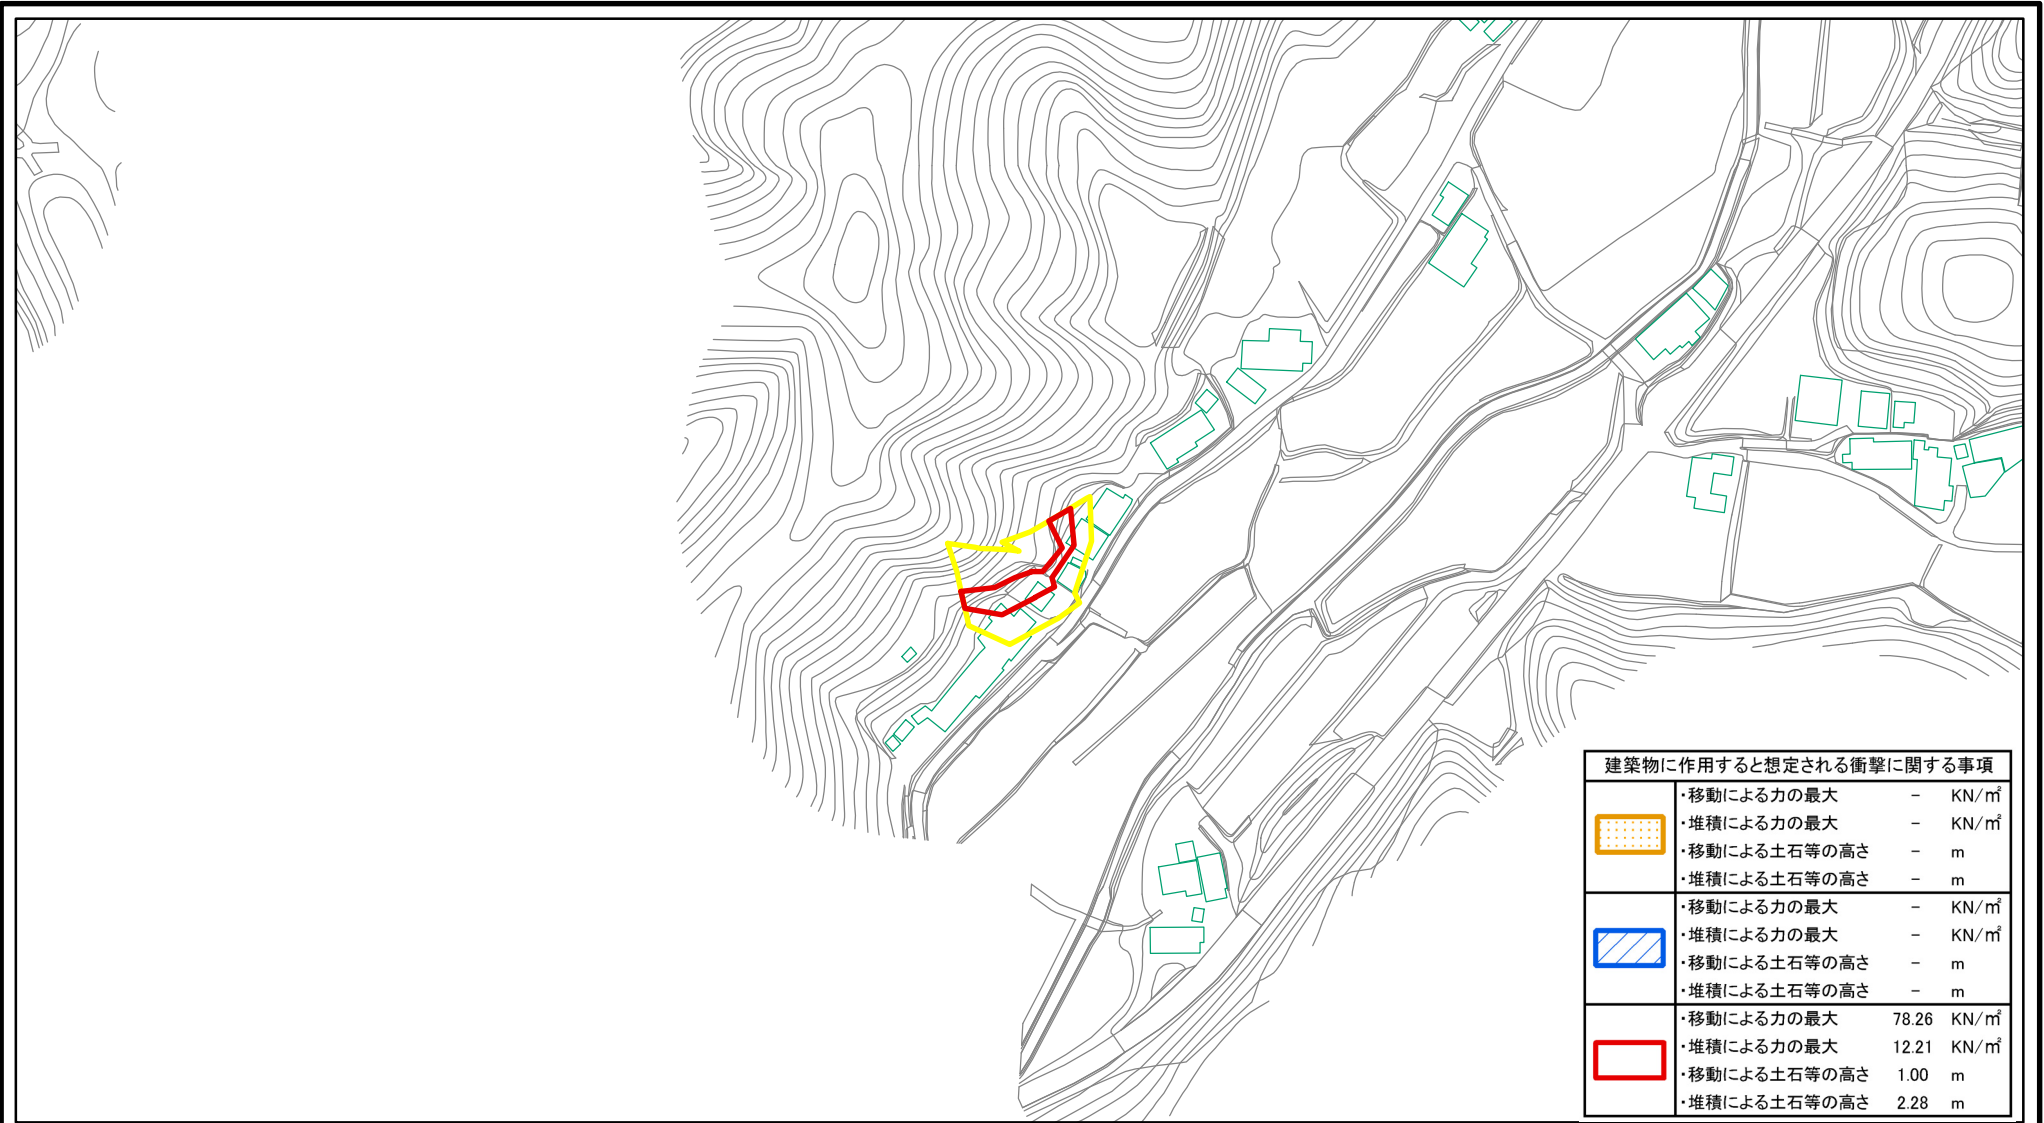 建築物に作用すると想定される衝撃に関する事項
・移動による力の最大 － KN/㎡
・堆積による力の最大 － KN/㎡
・移動による土石等の高さ － m
・堆積による土石等の高さ － m
・移動による力の最大 － KN/㎡
・堆積による力の最大 － KN/㎡
・移動による土石等の高さ － m
・堆積による土石等の高さ － m
・移動による力の最大 78.26 KN/㎡
・堆積による力の最大 12.21 KN/㎡
・移動による土石等の高さ 1.00 m
・堆積による土石等の高さ 2.28 m